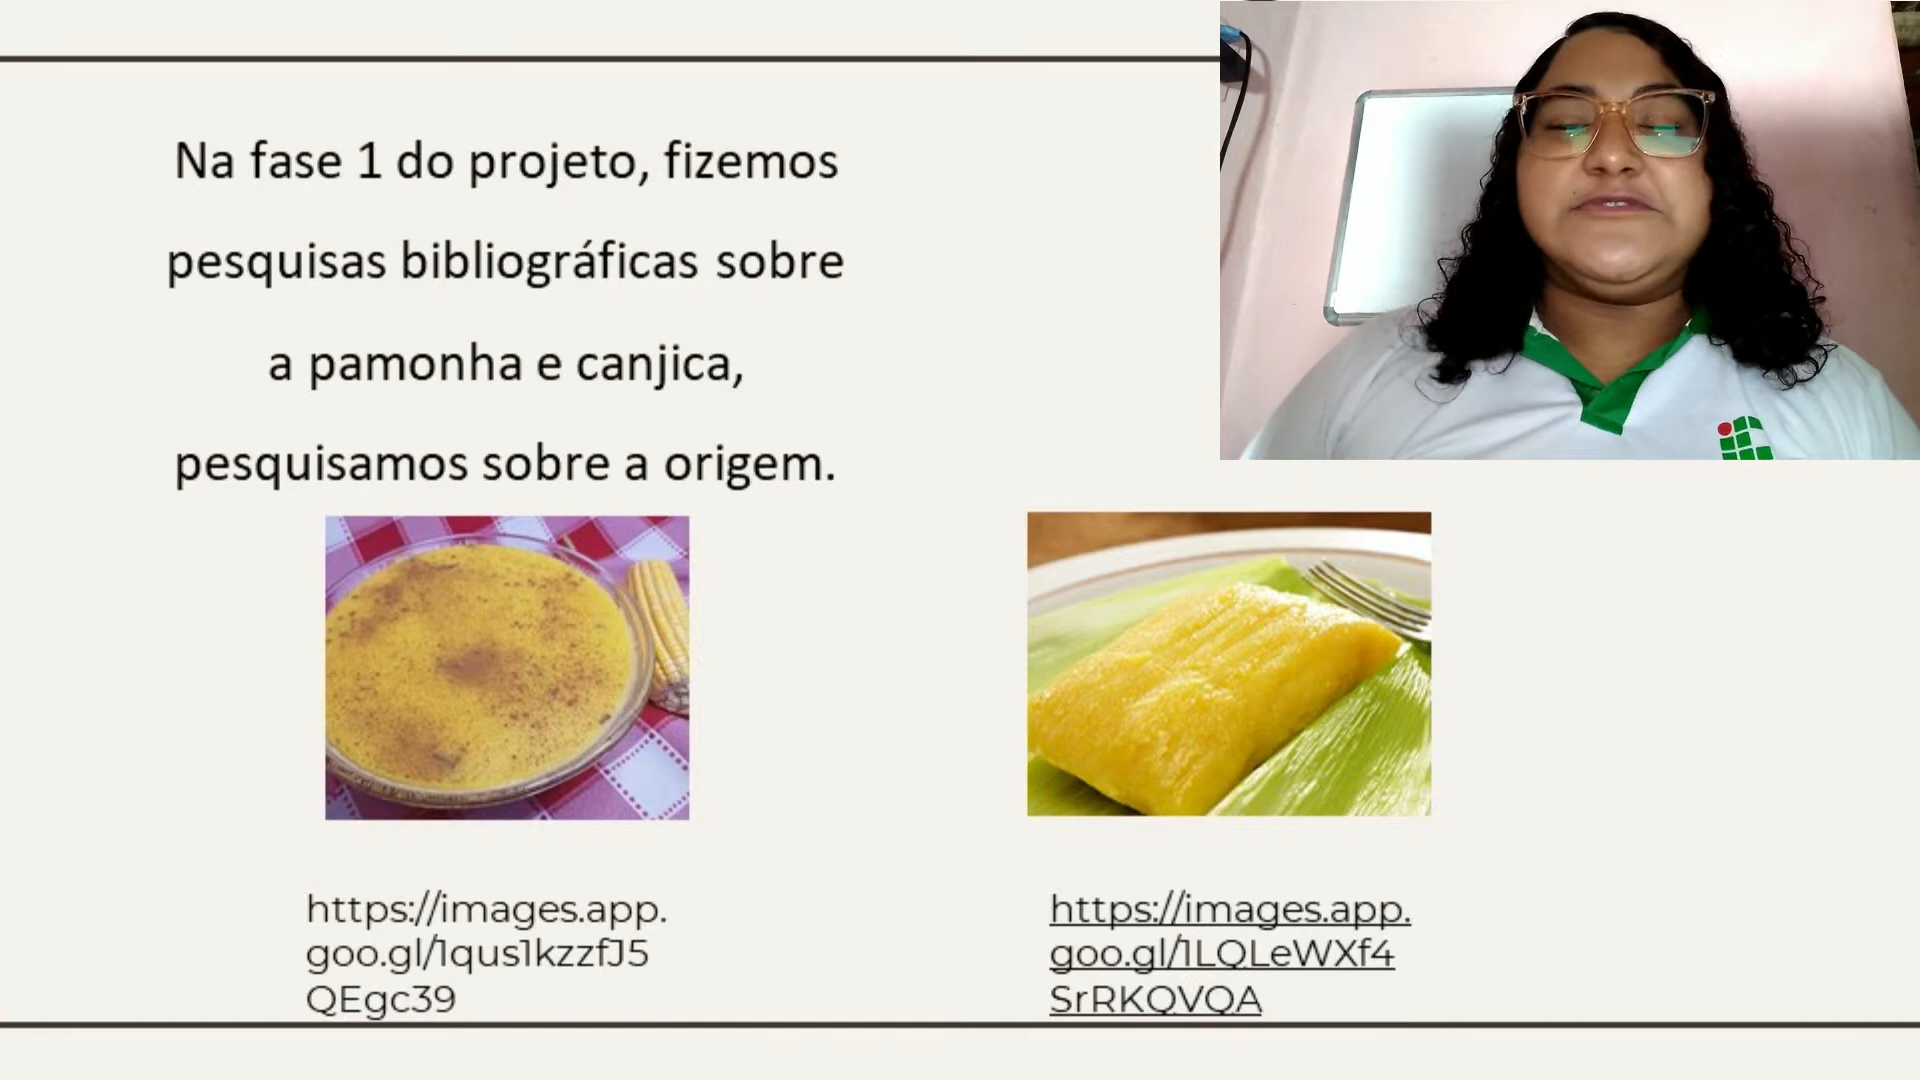 Na fase 1 do projeto, fizemos
pesquisas bibliográficas sobre
a pamonha e canjica,
pesquisamos sobre a origem.
https://images.app.
goo.gl/1qus1kzzfJ5
QEgc39
https://images.app.
goo.gl/1LQLeWXf4
SrRKQVQA